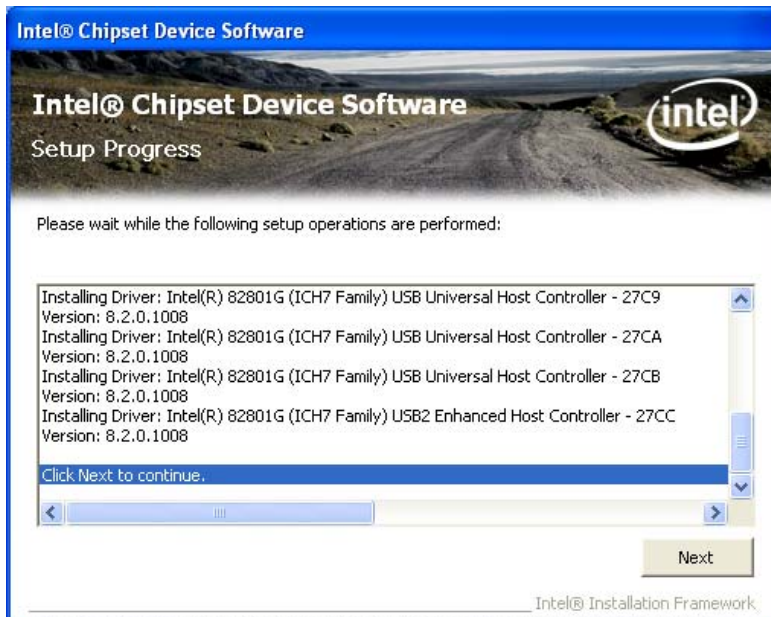 Intel® Chipset Device Software
Intel® Chipset Device Software
intel
Setup Progress
Please wait while the following setup operations are performed:
Installing Driver: Intel(R) 82801G (ICH7 Family) USB Universal Host Controller - 27C9
Version: 8.2.0.1008
Installing Driver: Intel(R) 82801G (ICH7 Family) USB Universal Host Controller - 27CA
Version: 8.2.0.1008
Installing Driver: Intel(R) 82801G (ICH7 Family) USB Universal Host Controller - 27CB
Version: 8.2.0.1008
Installing Driver: Intel(R) 82801G (ICH7 Family) USB2 Enhanced Host Controller - 27CC
Version: 8.2.0.1008
Click Next to continue.
Next
Intel® Installation Framework